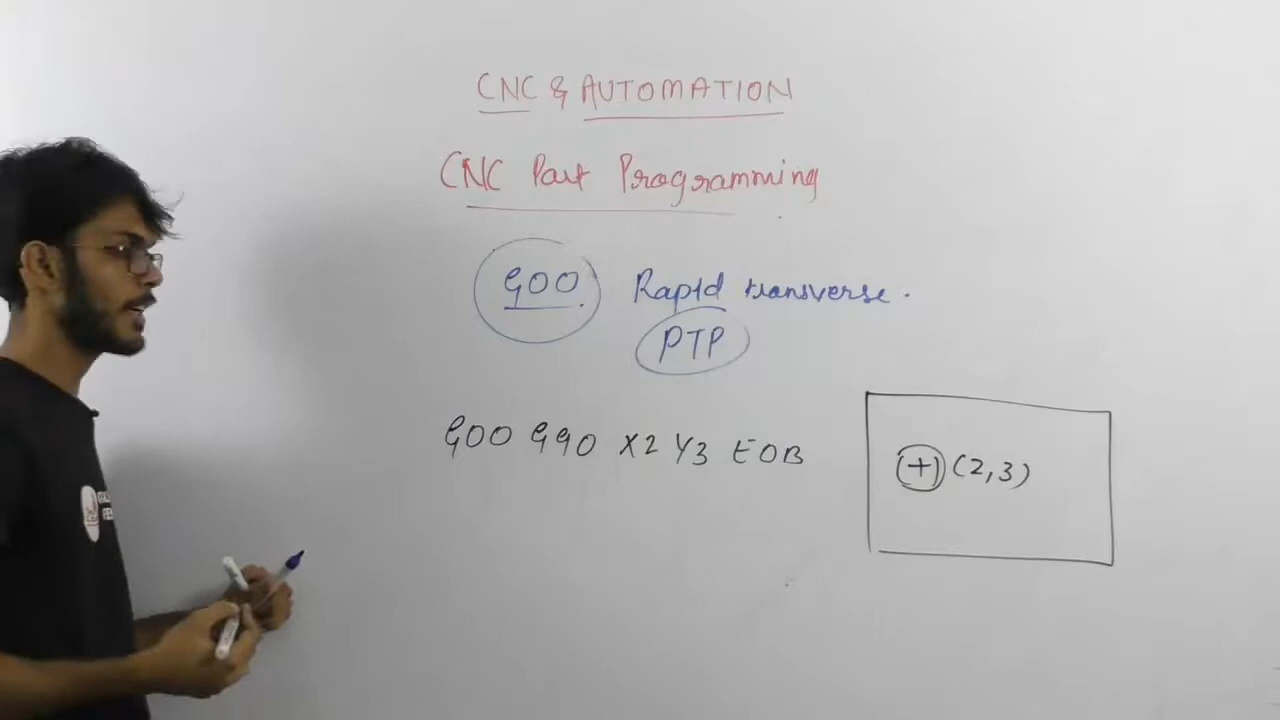 CNC & AUTOMATION
CNC Part Programming
G00 Rapid transverse.
PTP
G00 G90 X2 Y3 EOB
+ (2,3)